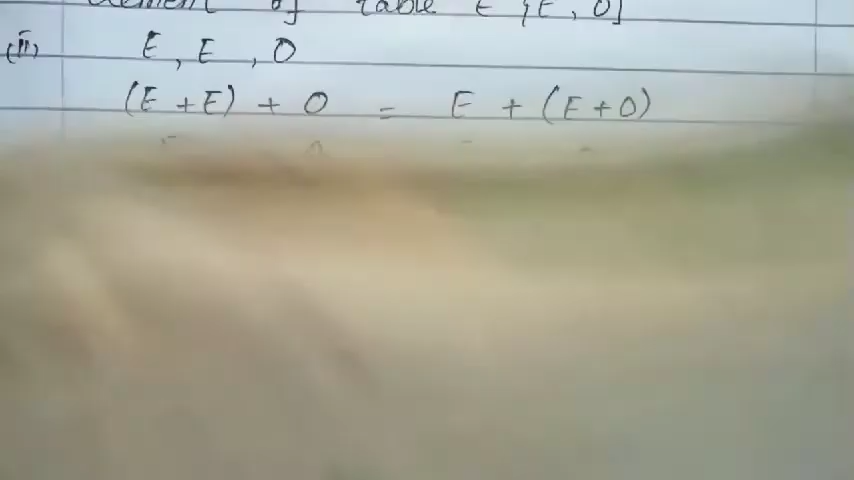 element of table E, {E, O}
(ii) E, E, O
(E + E) + O = E + (E + O)